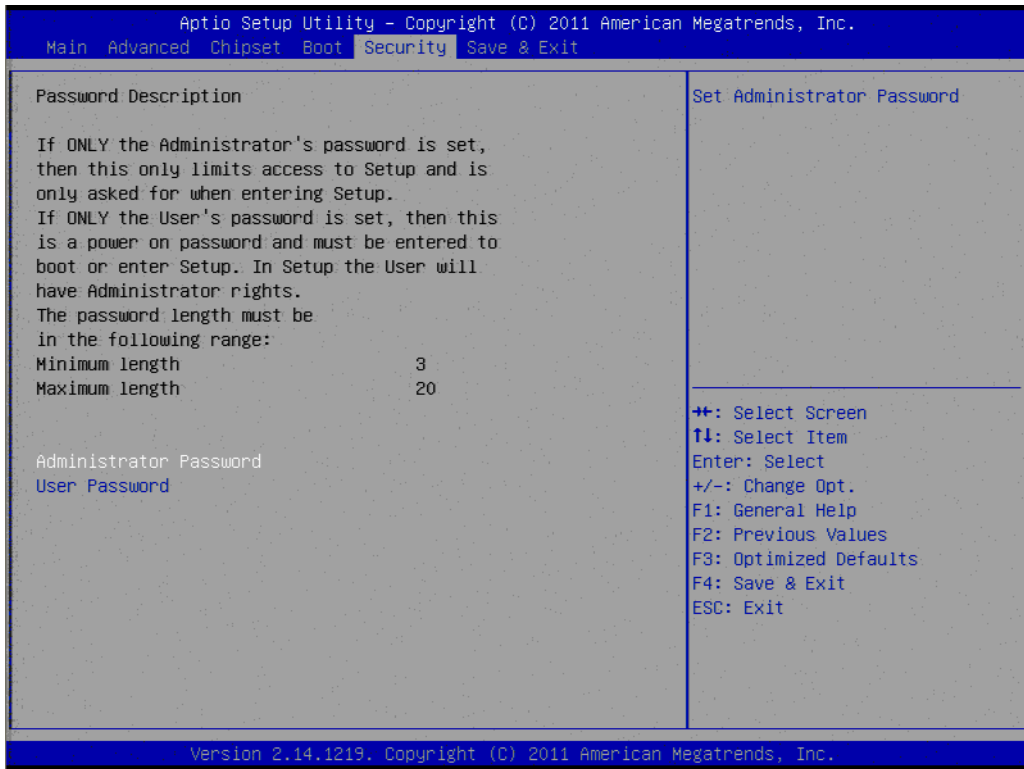 Aptio Setup Utility – Copyright (C) 2011 American Megatrends, Inc.
Main Advanced Chipset Boot Security Save & Exit
Password Description
If ONLY the Administrator's password is set,
then this only limits access to Setup and is
only asked for when entering Setup.
If ONLY the User's password is set, then this
is a power on password and must be entered to
boot or enter Setup. In Setup the User will
have Administrator rights.
The password length must be
in the following range:
Minimum length 3
Maximum length 20
Administrator Password
User Password
Set Administrator Password
→←: Select Screen
↑↓: Select Item
Enter: Select
+/-: Change Opt.
F1: General Help
F2: Previous Values
F3: Optimized Defaults
F4: Save & Exit
ESC: Exit
Version 2.14.1219. Copyright (C) 2011 American Megatrends, Inc.